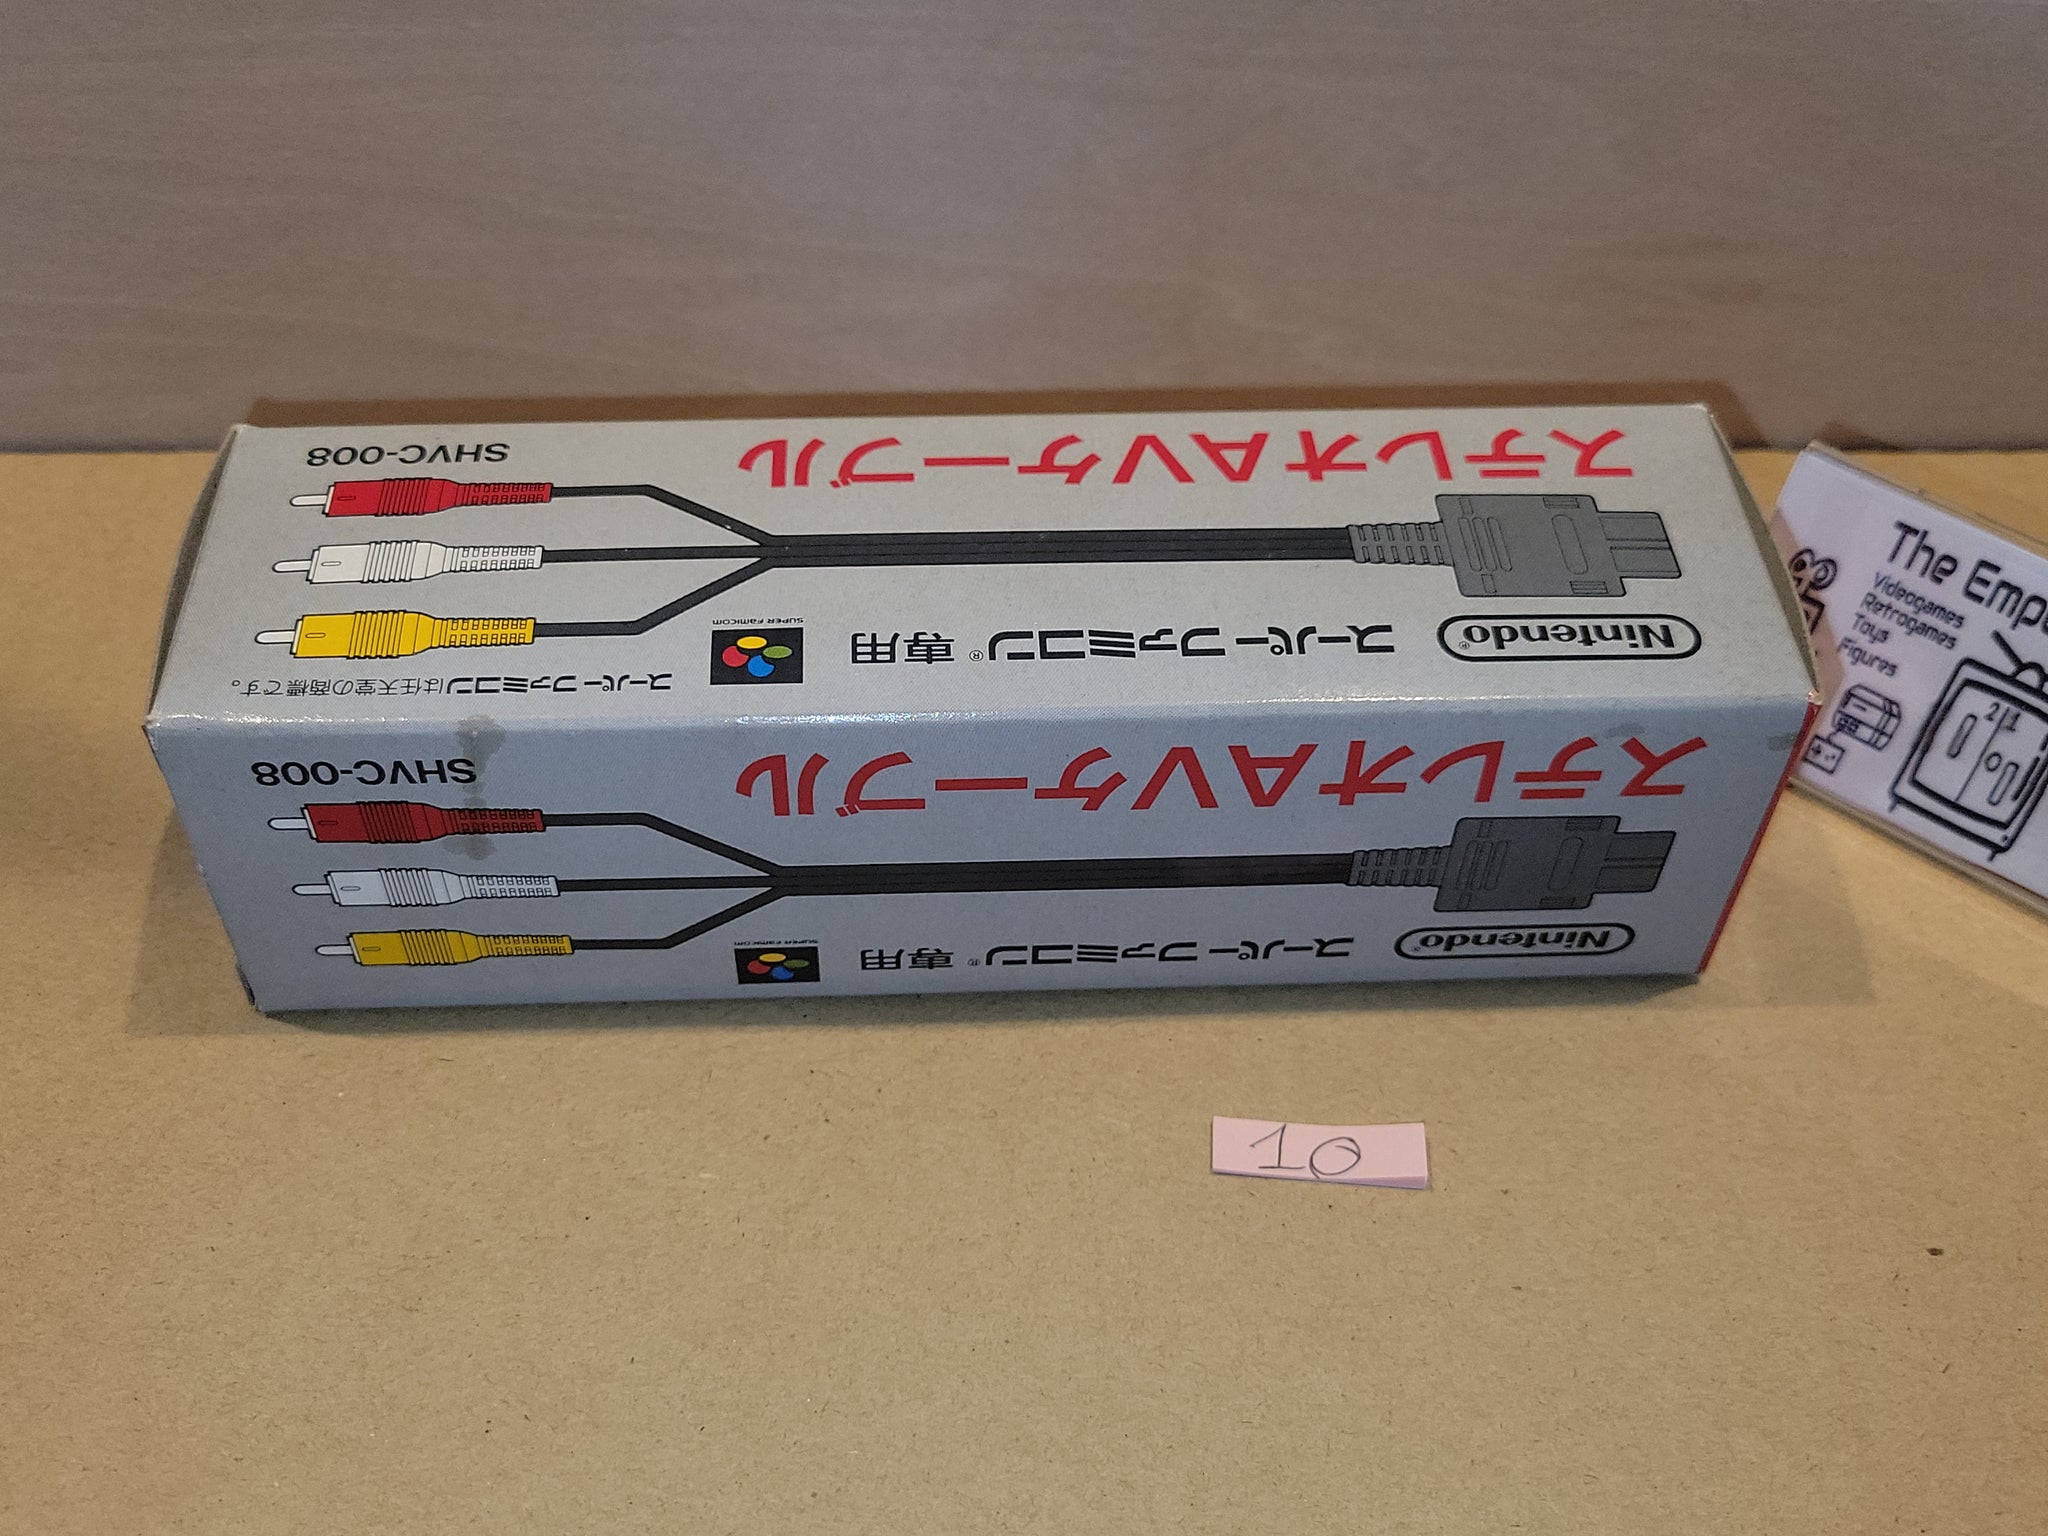 Nintendo®
スーパーファミコン®専用
SUPER FAMICOM
スーパーファミコンは任天堂の商標です。
ステレオAVケーブル
SHVC-008
Nintendo®
スーパーファミコン®専用
SUPER FAMICOM
ステレオAVケーブル
SHVC-008
The
Videogames
Retrogames
Toys
Figures
2 1
10